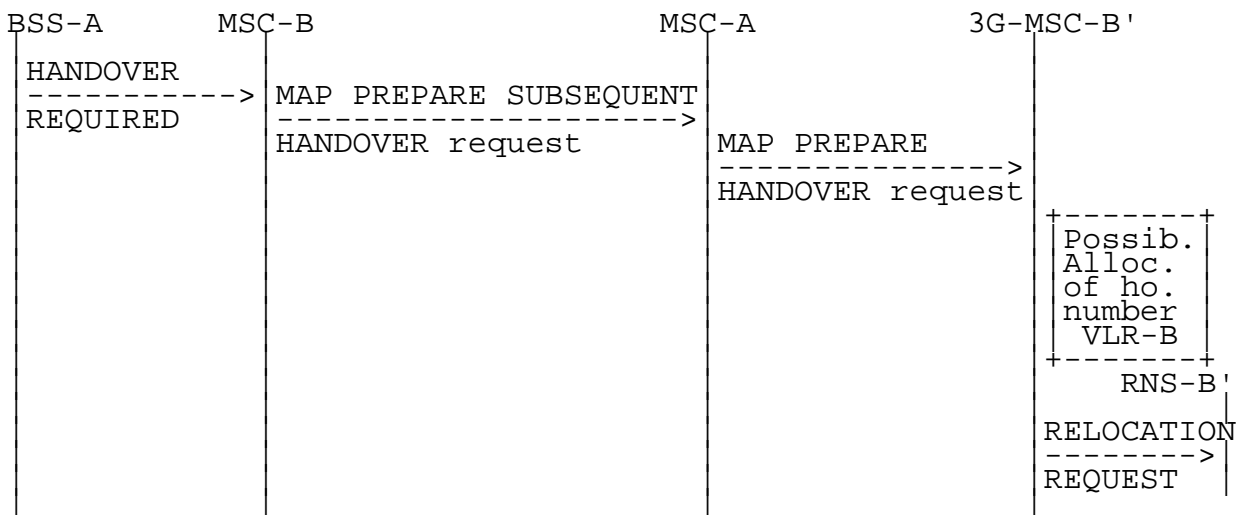 BSS-A MSC-B MSC-A 3G-MSC-B'
HANDOVER
REQUIRED
MAP PREPARE SUBSEQUENT
HANDOVER request
MAP PREPARE
HANDOVER request
Possib.
Alloc.
of ho.
number
VLR-B
RNS-B'
RELOCATION
REQUEST